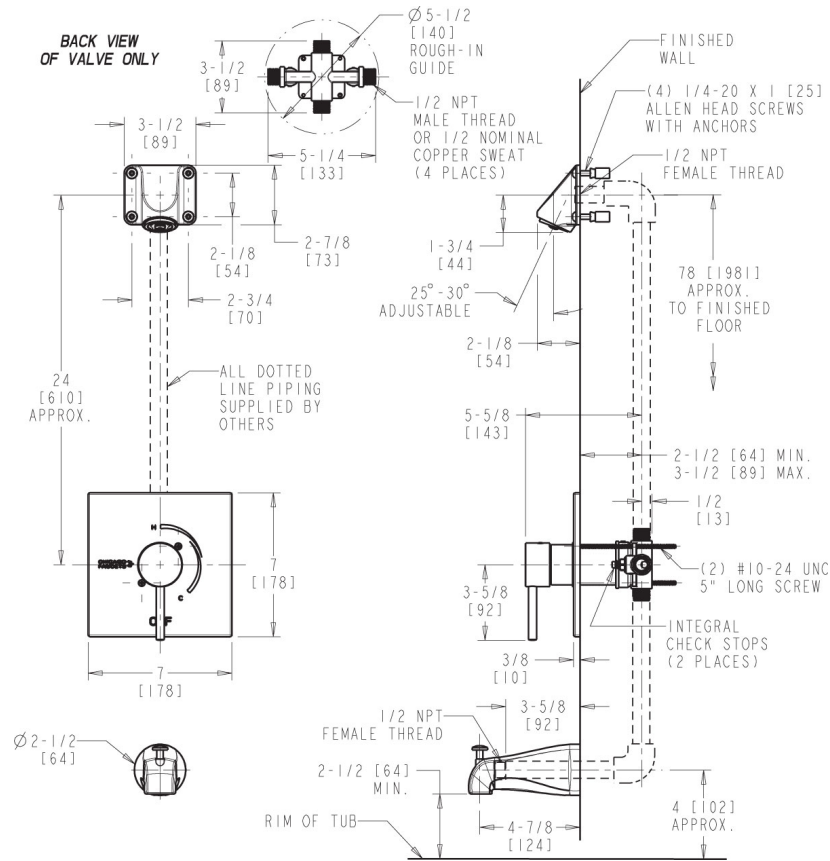 BACK VIEW
OF VALVE ONLY
Ø 5-1/2
[140]
ROUGH-IN
GUIDE
3-1/2
[89]
1/2 NPT
MALE THREAD
OR 1/2 NOMINAL
COPPER SWEAT
(4 PLACES)
5-1/4
[133]
FINISHED
WALL
(4) 1/4-20 X 1 [25]
ALLEN HEAD SCREWS
WITH ANCHORS
1/2 NPT
FEMALE THREAD
3-1/2
[89]
2-7/8
[73]
2-1/8
[54]
2-3/4
[70]
1-3/4
[44]
25°-30°
ADJUSTABLE
2-1/8
[54]
78 [1981]
APPROX.
TO FINISHED
FLOOR
24
[610]
APPROX.
ALL DOTTED
LINE PIPING
SUPPLIED BY
OTHERS
5-5/8
[143]
2-1/2 [64] MIN.
3-1/2 [89] MAX.
1/2
[13]
H
CHICAGO
FAUCETS
C
OFF
7
[178]
7
[178]
3-5/8
[92]
(2) #10-24 UNC
5" LONG SCREW
INTEGRAL
CHECK STOPS
(2 PLACES)
3/8
[10]
3-5/8
[92]
1/2 NPT
FEMALE THREAD
Ø 2-1/2
[64]
2-1/2 [64]
MIN.
RIM OF TUB
4-7/8
[124]
4 [102]
APPROX.